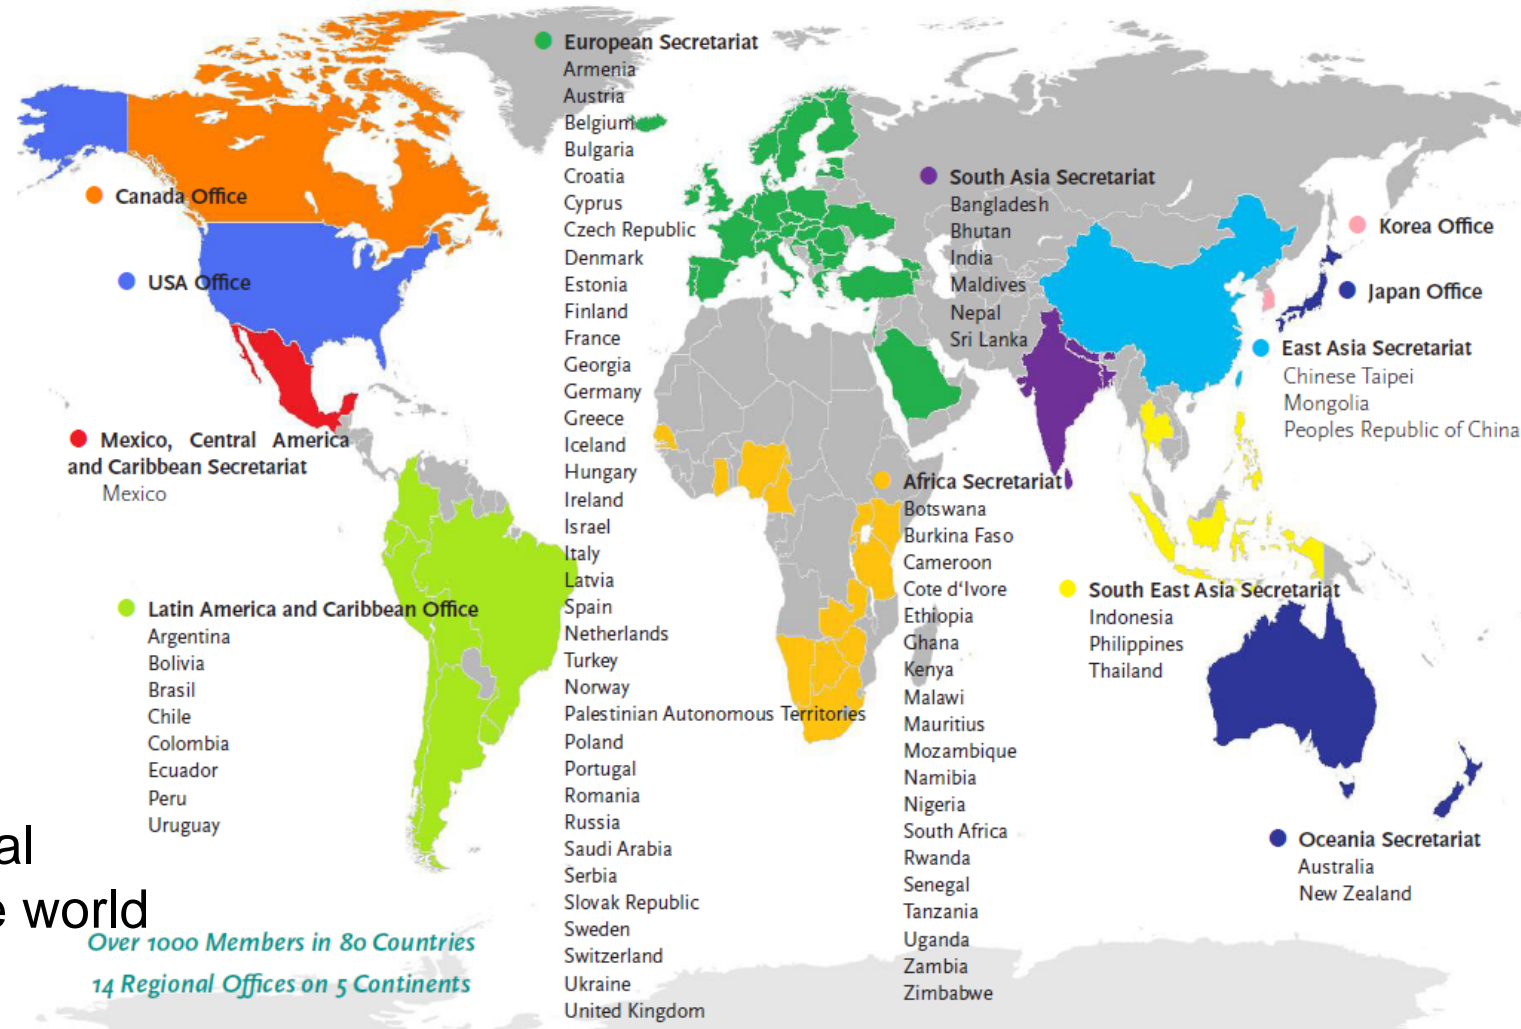 European Secretariat
Armenia
Austria
Belgium
Bulgaria
Croatia
Cyprus
Czech Republic
Denmark
Estonia
Finland
France
Georgia
Germany
Greece
Iceland
Hungary
Ireland
Israel
Italy
Latvia
Spain
Netherlands
Turkey
Norway
Palestinian Autonomous Territories
Poland
Portugal
Romania
Russia
Saudi Arabia
Serbia
Slovak Republic
Sweden
Switzerland
Ukraine
United Kingdom
Canada Office
USA Office
Mexico, Central America
and Caribbean Secretariat
Mexico
Latin America and Caribbean Office
Argentina
Bolivia
Brasil
Chile
Colombia
Ecuador
Peru
Uruguay
South Asia Secretariat
Bangladesh
Bhutan
India
Maldives
Nepal
Sri Lanka
Korea Office
Japan Office
East Asia Secretariat
Chinese Taipei
Mongolia
Peoples Republic of China
Africa Secretariat
Botswana
Burkina Faso
Cameroon
Cote d‘Ivore
Ethiopia
Ghana
Kenya
Malawi
Mauritius
Mozambique
Namibia
Nigeria
South Africa
Rwanda
Senegal
Tanzania
Uganda
Zambia
Zimbabwe
South East Asia Secretariat
Indonesia
Philippines
Thailand
Oceania Secretariat
Australia
New Zealand
al
e world
Over 1000 Members in 80 Countries
14 Regional Offices on 5 Continents